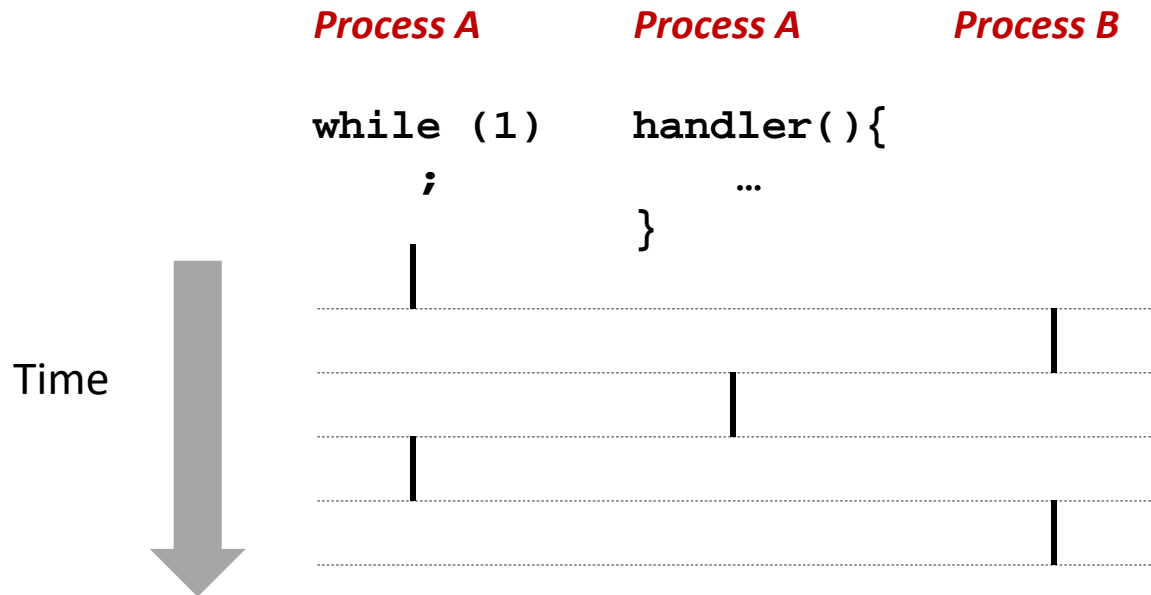 Process A Process A Process B
while (1) handler(){
; …
}
Time